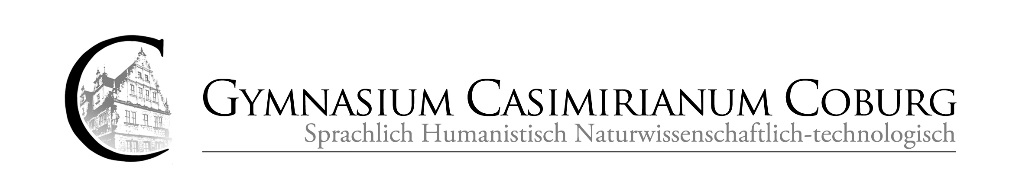 C GYMNASIUM CASIMIRIANUM COBURG
Sprachlich Humanistisch Naturwissenschaftlich-technologisch